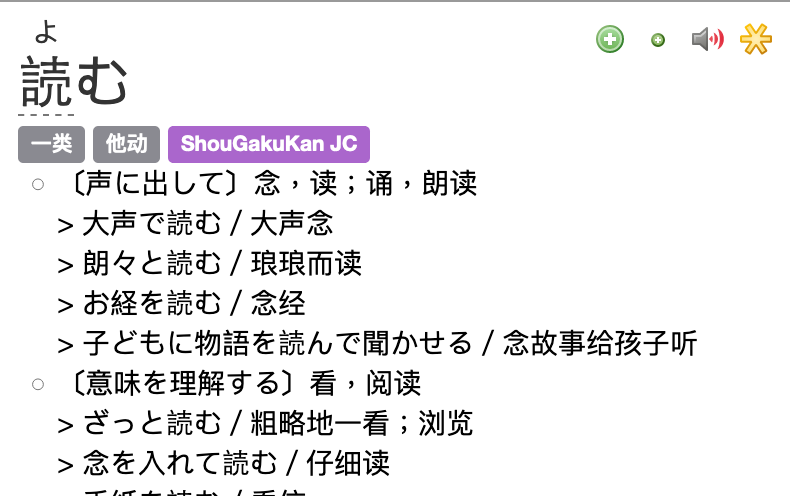 よ
読む
一类 他动 ShouGakuKan JC
〔声に出して〕念，读；诵，朗读
> 大声で読む / 大声念
> 朗々と読む / 琅琅而读
> お経を読む / 念经
> 子どもに物語を読んで聞かせる / 念故事给孩子听
〔意味を理解する〕看，阅读
> ざっと読む / 粗略地一看；浏览
> 念を入れて読む / 仔细读